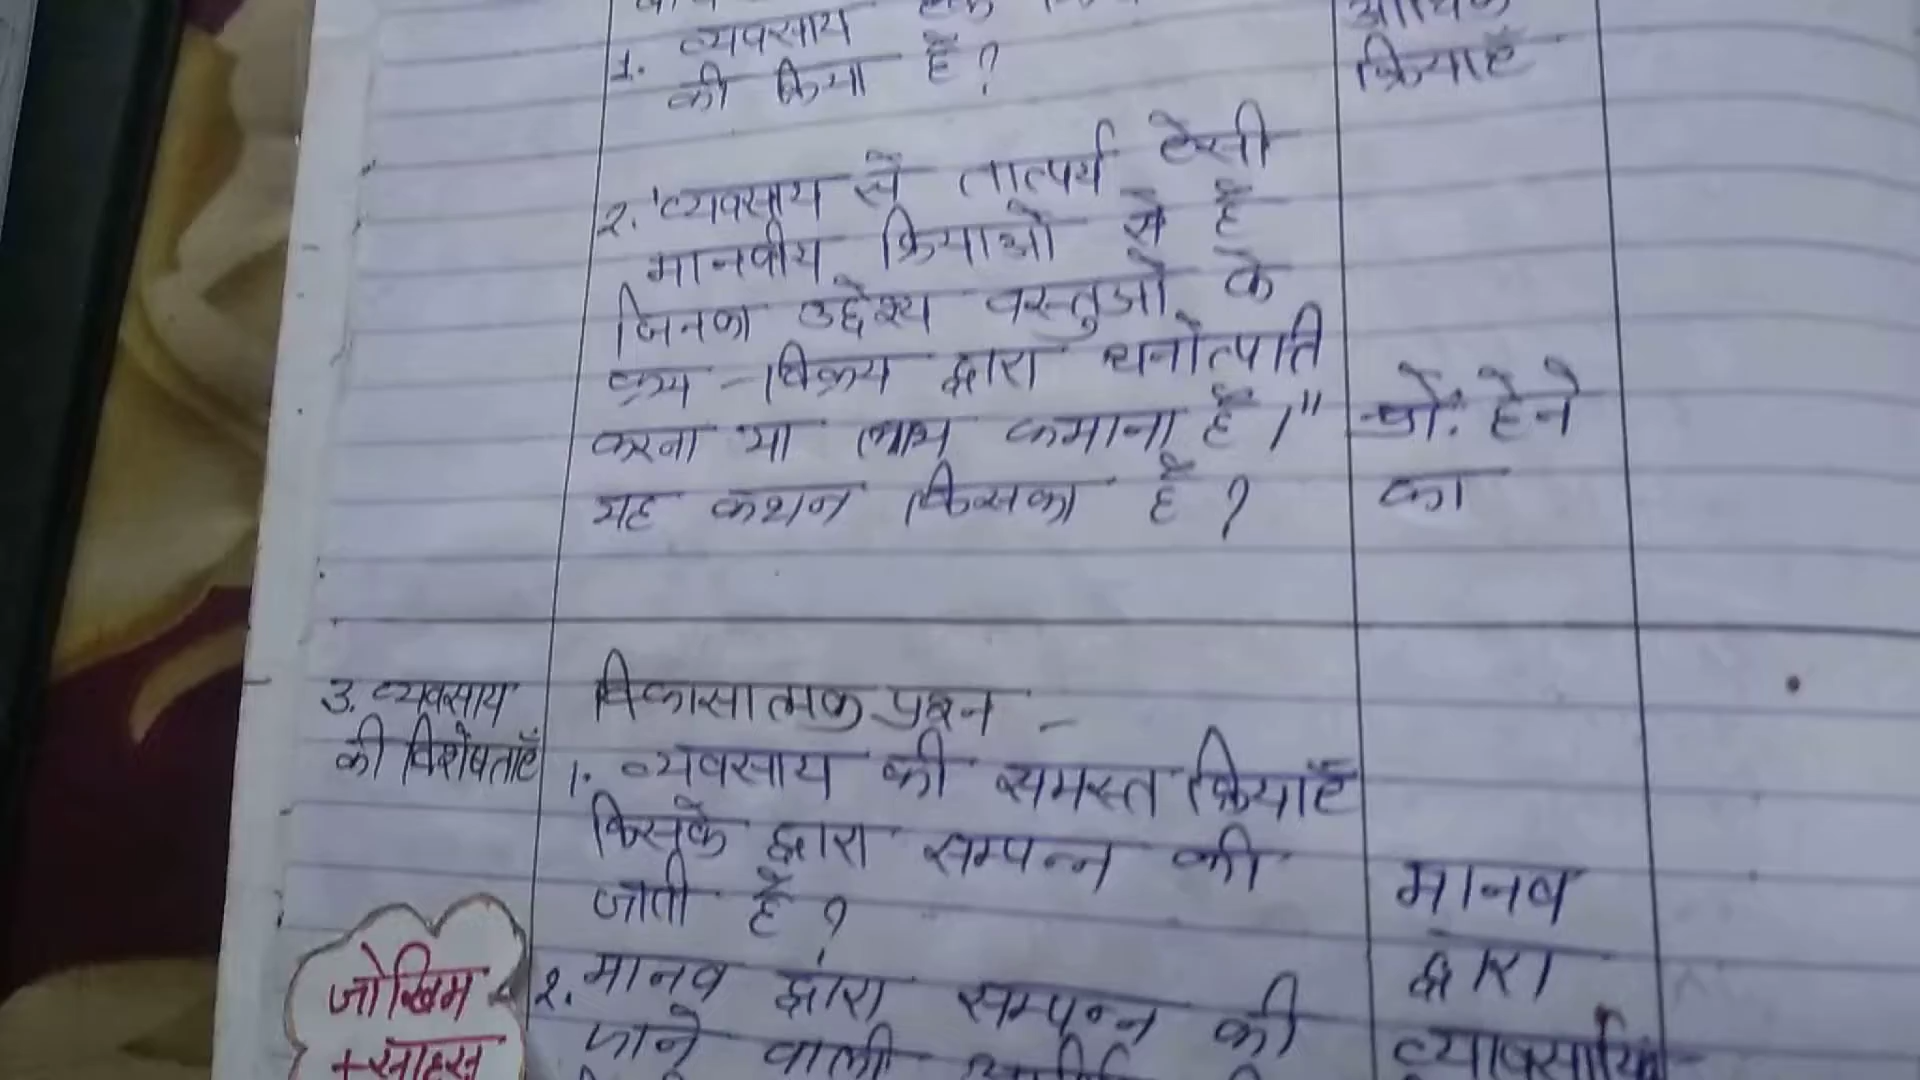 1. व्यवसाय
की क्रिया है?
क्रियाएँ
2. "व्यवसाय से तात्पर्य ऐसी
मानवीय क्रियाओं से है
जिनका उद्देश्य वस्तुओं के
क्रय-विक्रय द्वारा धनोत्पति
करना या लाभ कमाना है।"
यह कथन किसका है?
प्रो. हेने
का
3. व्यवसाय
की विशेषताएँ
विकासात्मक प्रश्न -
1. व्यवसाय की समस्त क्रियाएँ
किसके द्वारा सम्पन्न की
जाती है?
मानव
द्वारा
जोखिम
+साहस
2. मानव द्वारा सम्पन्न की
जाने वाली